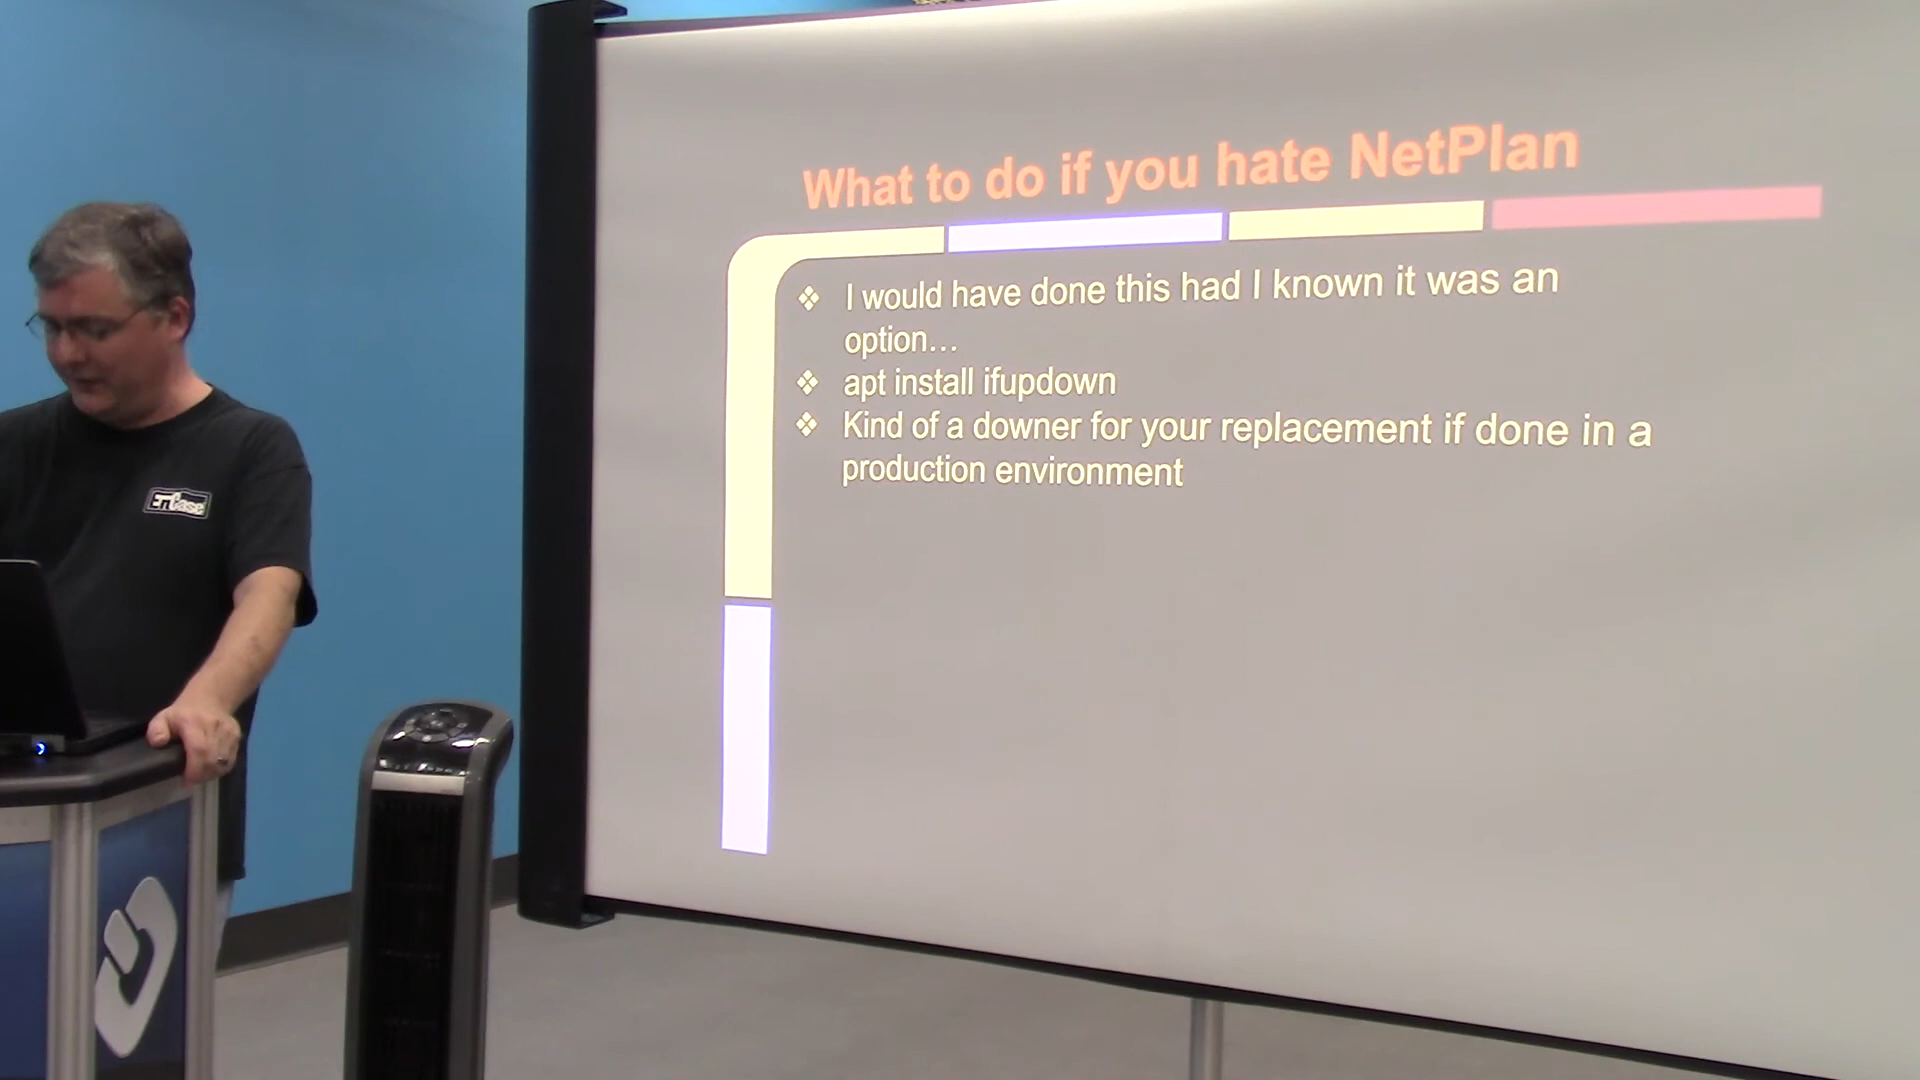 What to do if you hate NetPlan
❖ I would have done this had I known it was an
option...
❖ apt install ifupdown
❖ Kind of a downer for your replacement if done in a
production environment
EnCase